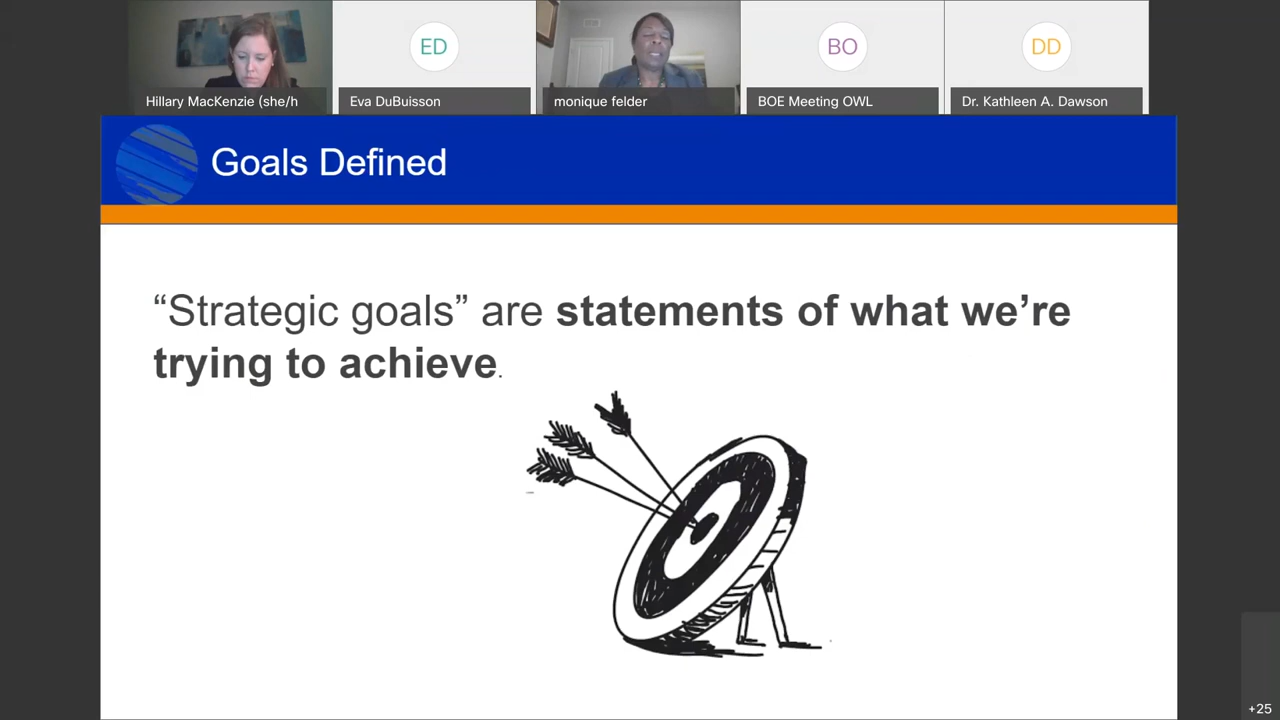 ED
BO
DD
Hillary MacKenzie (she/h
Eva DuBuisson
monique felder
BOE Meeting OWL
Dr. Kathleen A. Dawson
Goals Defined
“Strategic goals” are statements of what we’re
trying to achieve.
+25